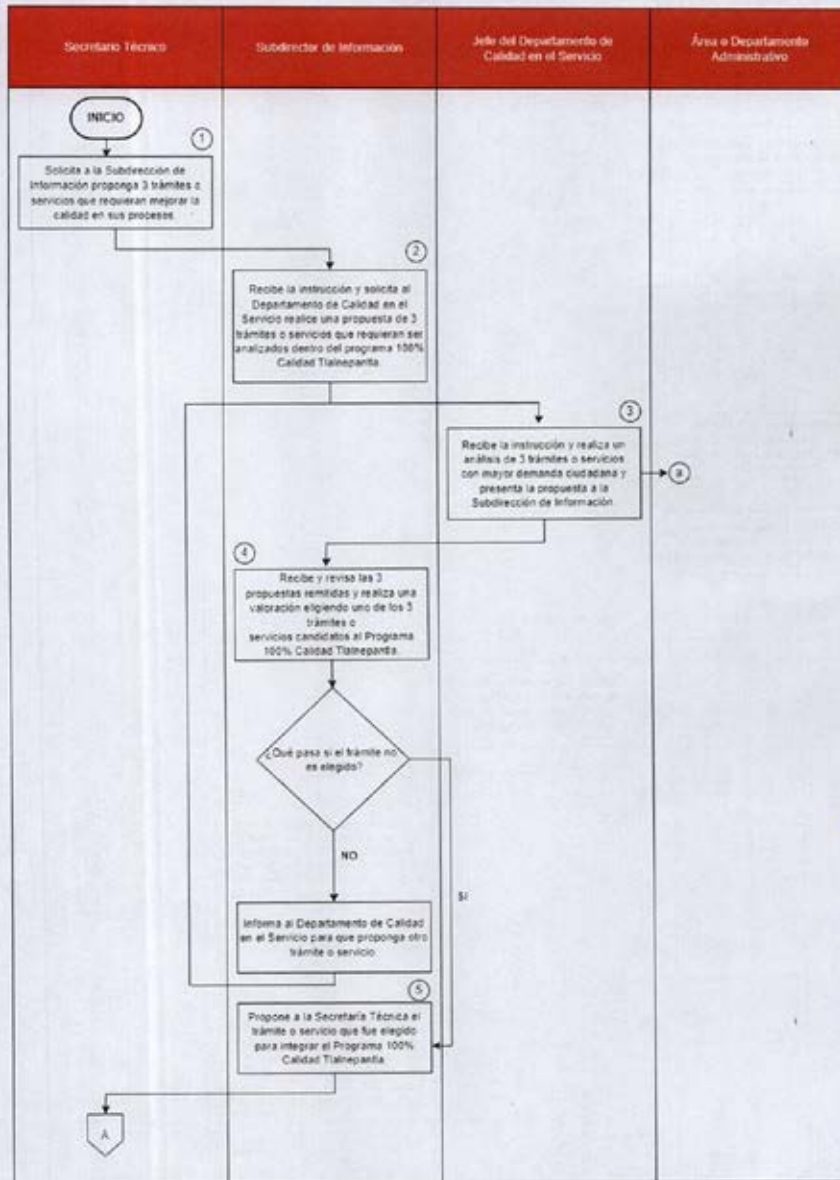 Secretario Técnico
Subdirector de Información
Jefe del Departamento de
Calidad en el Servicio
Área o Departamento
Administrativo
INICIO
1
Solicita a la Subdirección de
Información proponga 3 trámites o
servicios que requieran mejorar la
calidad en sus procesos.
2
Recibe la instrucción y solicita al
Departamento de Calidad en el
Servicio realice una propuesta de 3
trámites o servicios que requieran ser
analizados dentro del programa 100%
Calidad Tlalnepantla.
3
Recibe la instrucción y realiza un
análisis de 3 trámites o servicios
con mayor demanda ciudadana y
presenta la propuesta a la
Subdirección de Información.
a
4
Recibe y revisa las 3
propuestas remitidas y realiza una
valoración eligiendo uno de los 3
trámites o
servicios candidatos al Programa
100% Calidad Tlalnepantla.
¿Qué pasa si el trámite no
es elegido?
NO
SI
Informa al Departamento de Calidad
en el Servicio para que proponga otro
trámite o servicio.
5
Propone a la Secretaría Técnica el
trámite o servicio que fue elegido
para integrar el Programa 100%
Calidad Tlalnepantla.
A